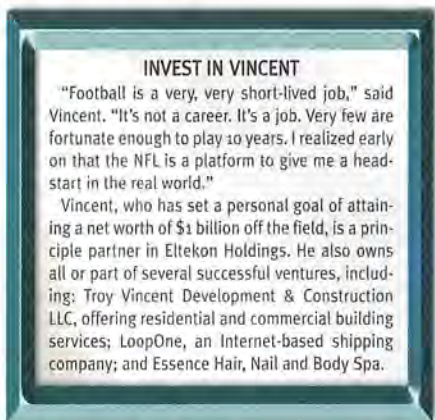 INVEST IN VINCENT
"Football is a very, very short-lived job," said
Vincent. "It's not a career. It's a job. Very few are
fortunate enough to play 10 years. I realized early
on that the NFL is a platform to give me a head-
start in the real world."
Vincent, who has set a personal goal of attain-
ing a net worth of $1 billion off the field, is a prin-
ciple partner in Eltekon Holdings. He also owns
all or part of several successful ventures, includ-
ing: Troy Vincent Development & Construction
LLC, offering residential and commercial building
services; LoopOne, an Internet-based shipping
company; and Essence Hair, Nail and Body Spa.